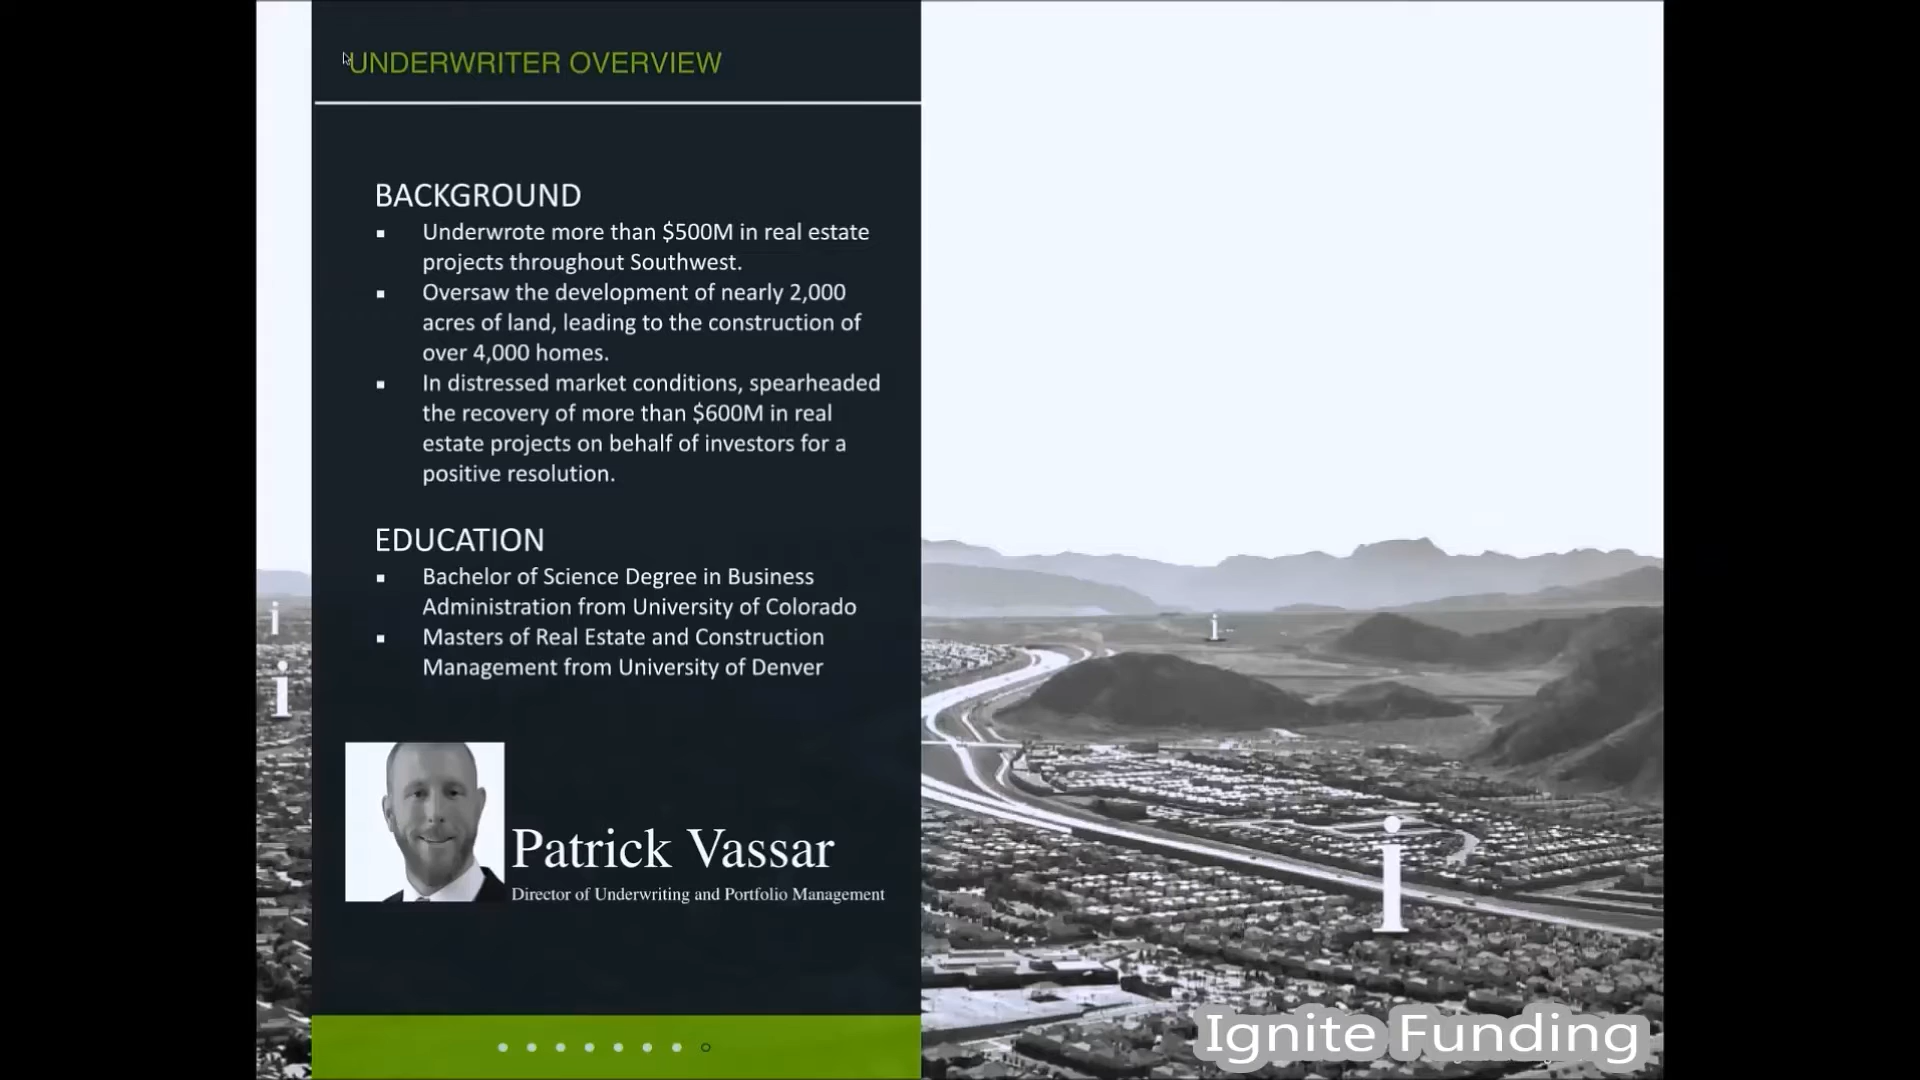 UNDERWRITER OVERVIEW
BACKGROUND
▪ Underwrote more than $500M in real estate
projects throughout Southwest.
▪ Oversaw the development of nearly 2,000
acres of land, leading to the construction of
over 4,000 homes.
▪ In distressed market conditions, spearheaded
the recovery of more than $600M in real
estate projects on behalf of investors for a
positive resolution.
EDUCATION
▪ Bachelor of Science Degree in Business
Administration from University of Colorado
▪ Masters of Real Estate and Construction
Management from University of Denver
Patrick Vassar
Director of Underwriting and Portfolio Management
i
i
i
i
Ignite Funding